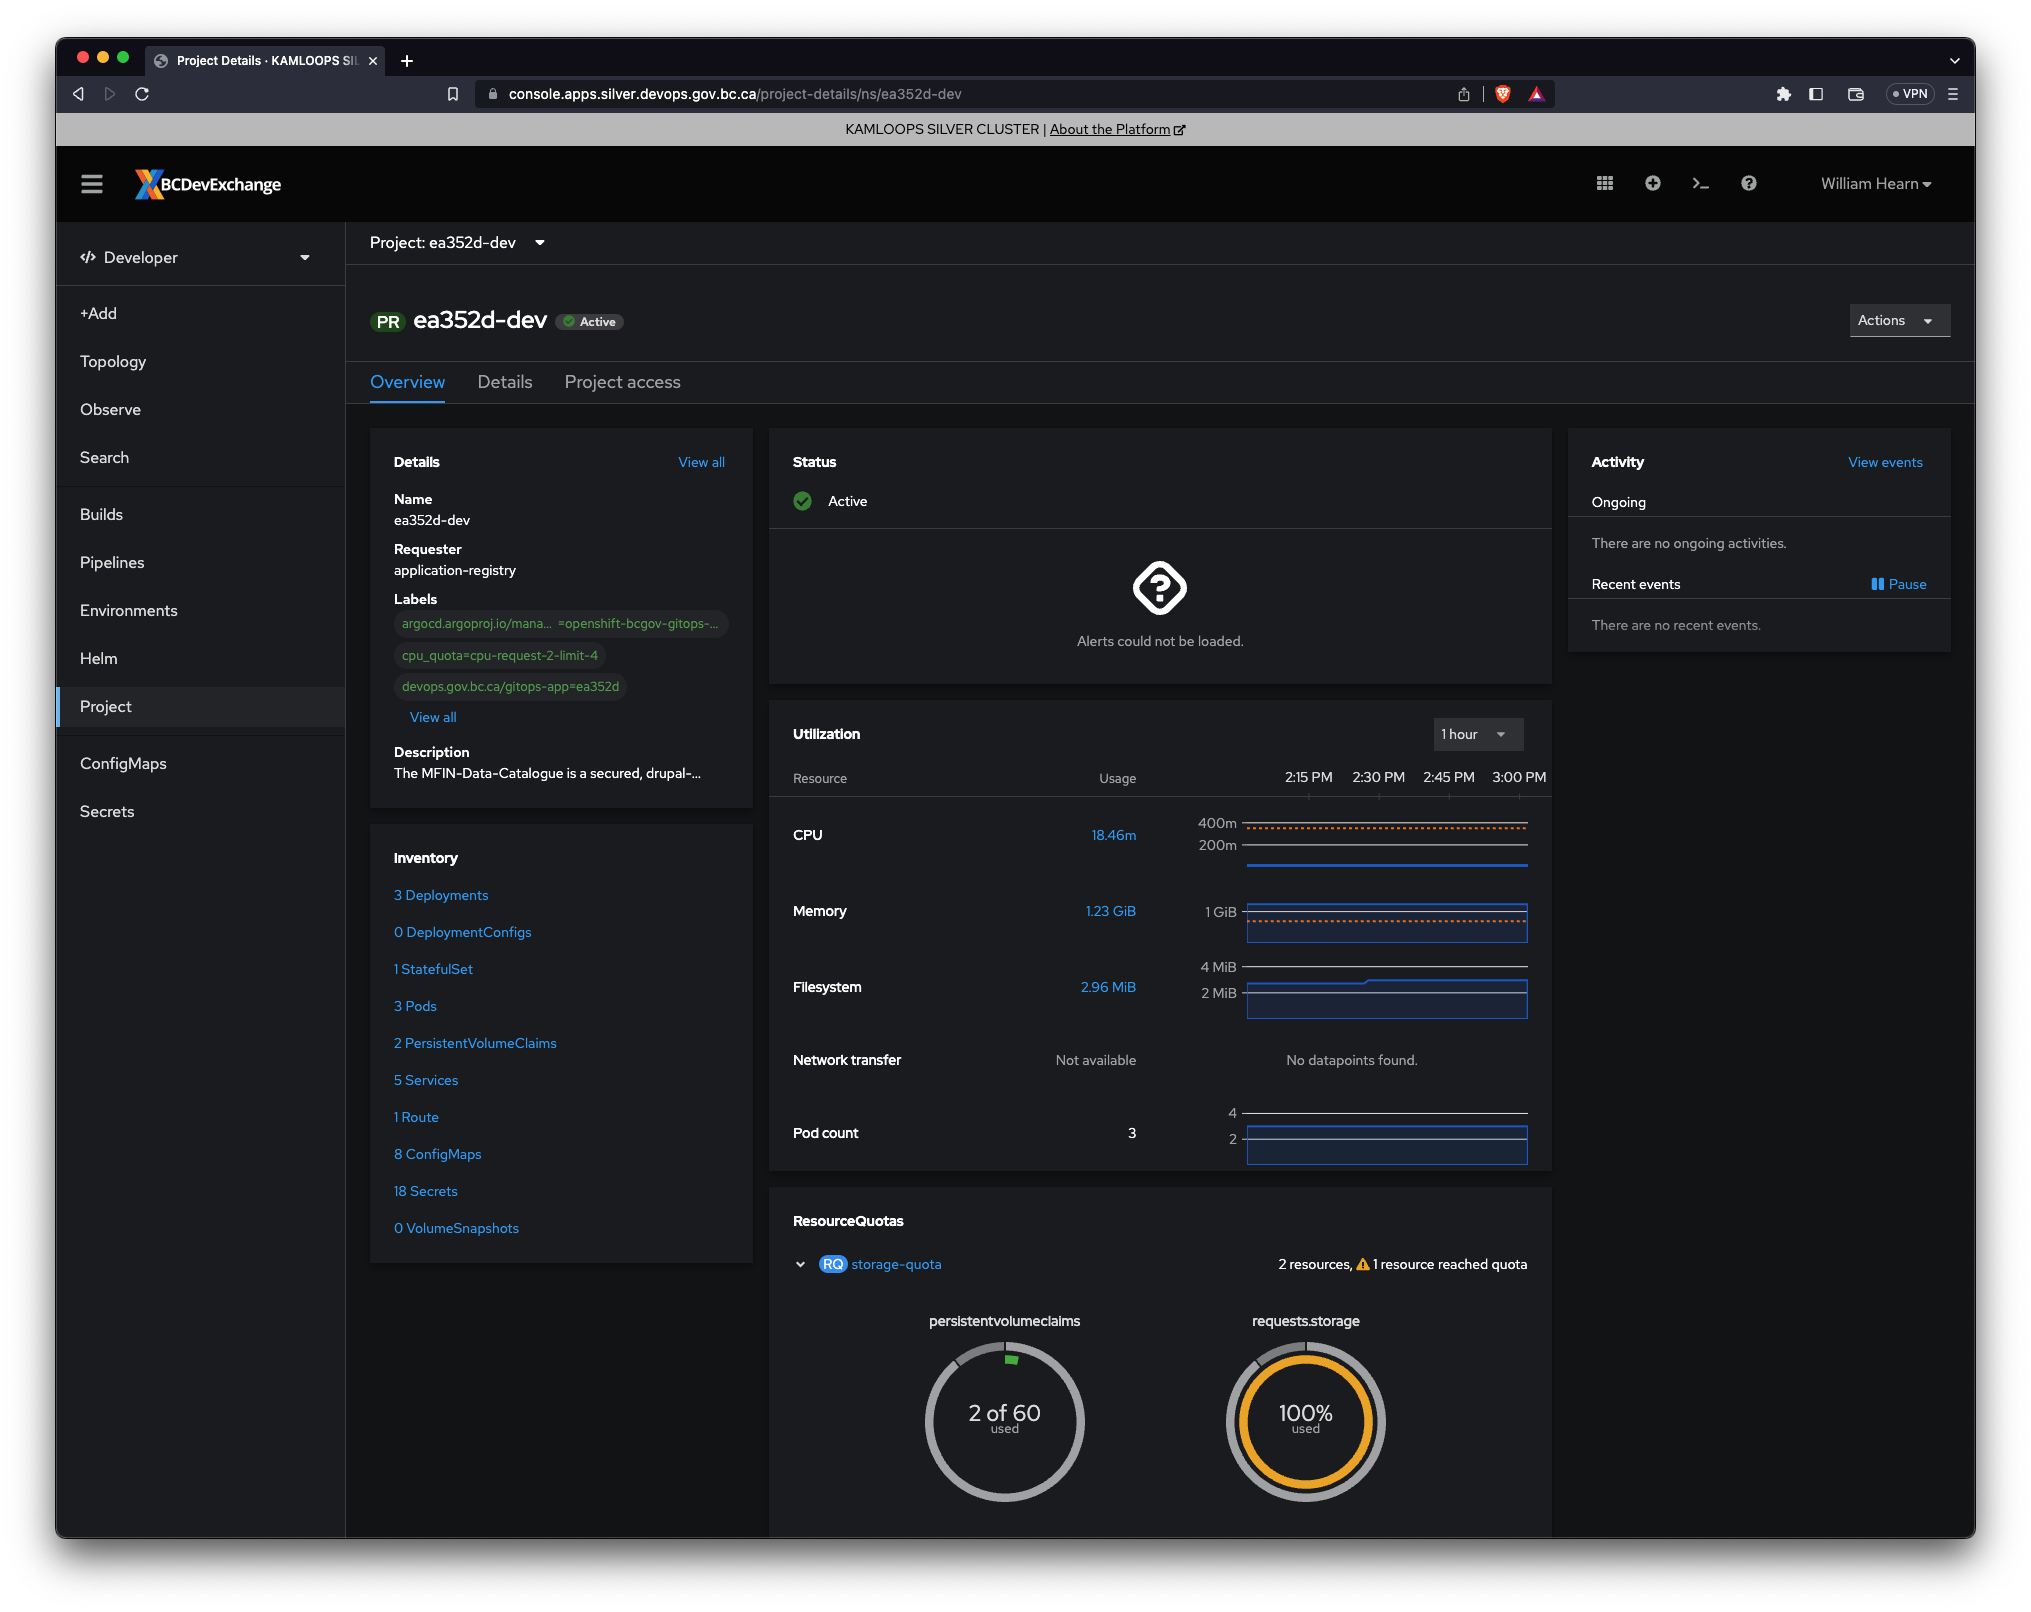 Project Details · KAMLOOPS SIL
console.apps.silver.devops.gov.bc.ca/project-details/ns/ea352d-dev
VPN
KAMLOOPS SILVER CLUSTER | About the Platform
BCDevExchange
William Hearn
Developer
+Add
Topology
Observe
Search
Builds
Pipelines
Environments
Helm
Project
ConfigMaps
Secrets
Project: ea352d-dev
PR ea352d-dev Active
Actions
Overview Details Project access
Details View all
Name
ea352d-dev
Requester
application-registry
Labels
argocd.argoproj.io/mana... =openshift-bcgov-gitops-...
cpu_quota=cpu-request-2-limit-4
devops.gov.bc.ca/gitops-app=ea352d
View all
Description
The MFIN-Data-Catalogue is a secured, drupal-...
Inventory
3 Deployments
0 DeploymentConfigs
1 StatefulSet
3 Pods
2 PersistentVolumeClaims
5 Services
1 Route
8 ConfigMaps
18 Secrets
0 VolumeSnapshots
Status
Active
Alerts could not be loaded.
Utilization 1 hour
Resource Usage 2:15 PM 2:30 PM 2:45 PM 3:00 PM
CPU 18.46m 400m
200m
Memory 1.23 GiB 1 GiB
Filesystem 2.96 MiB 4 MiB
2 MiB
Network transfer Not available No datapoints found.
Pod count 3 4
2
ResourceQuotas
RQ storage-quota 2 resources, 1 resource reached quota
persistentvolumeclaims requests.storage
2 of 60 100%
used used
Activity View events
Ongoing
There are no ongoing activities.
Recent events Pause
There are no recent events.